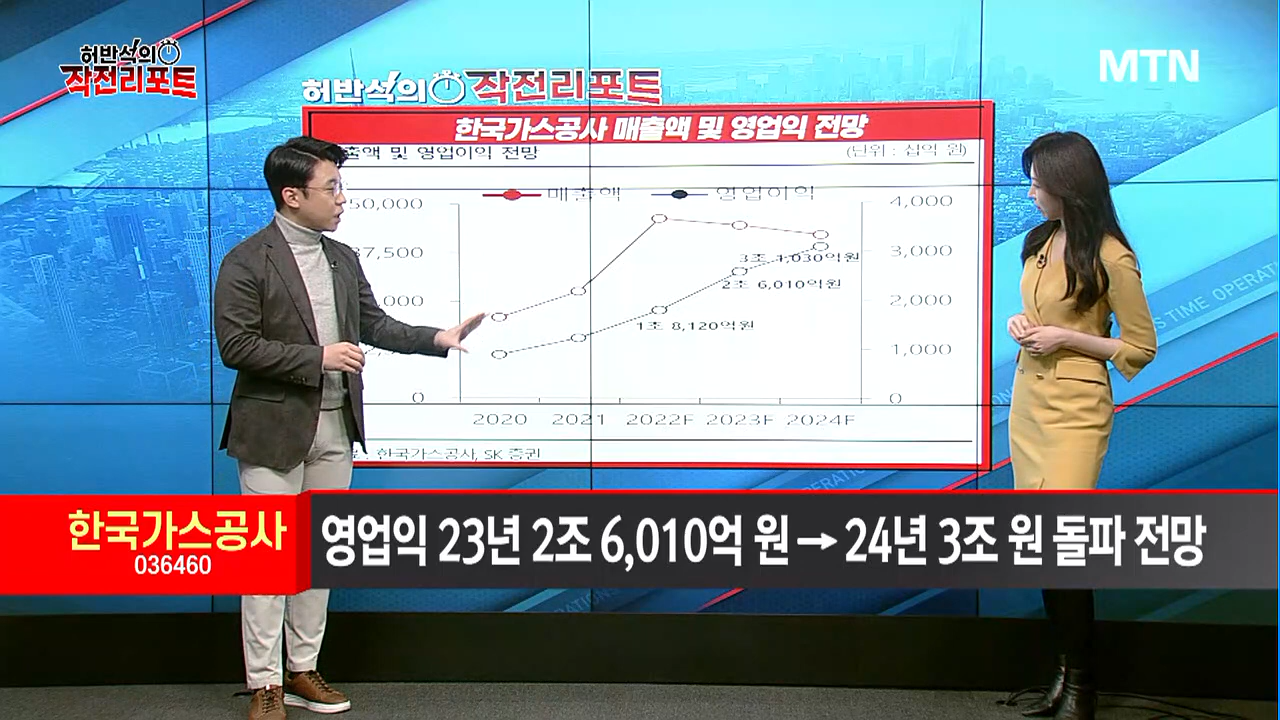 허반석의
작전리포트
MTN
허반석의 작전리포트
한국가스공사 매출액 및 영업익 전망
출액 및 영업이익 전망
(단위 : 십억 원)
매출액
영업이익
50,000
37,500
,000
0
4,000
3,000
2,000
1,000
0
3조 1,030억원
2조 6,010억원
1조 8,120억원
2020
2021
2022F
2023F
2024F
한국가스공사, SK 증권
S TIME OPERATI
OPERATION
한국가스공사
036460
영업익 23년 2조 6,010억 원→24년 3조 원 돌파 전망